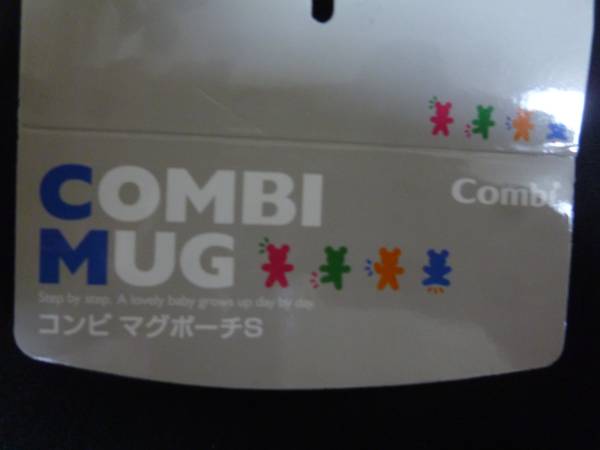 COMBI
Combi
MUG
Step by step. A lovely baby grows up day by day
コンビ マグポーチS